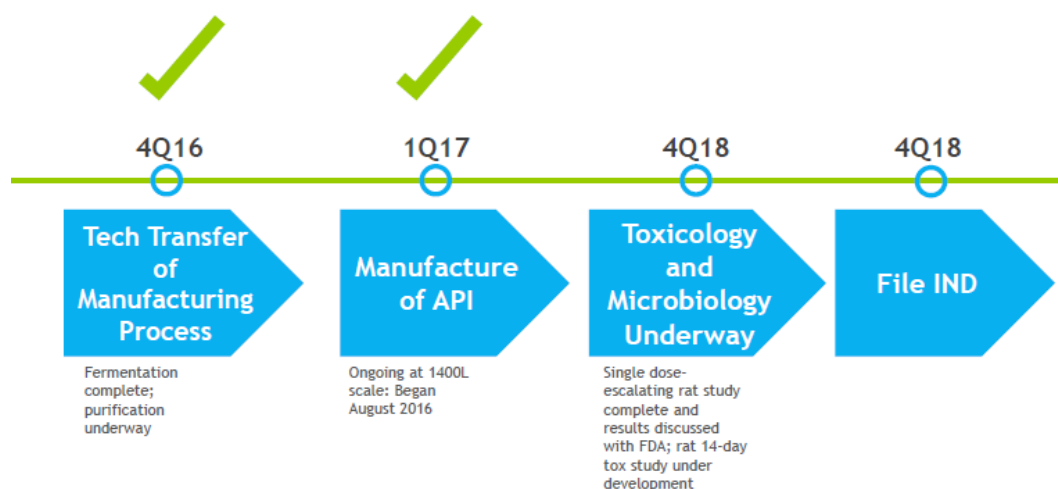 4Q16
1Q17
4Q18
4Q18
Tech Transfer
of
Manufacturing
Process
Manufacture
of API
Toxicology
and
Microbiology
Underway
File IND
Fermentation
complete;
purification
underway
Ongoing at 1400L
scale: Began
August 2016
Single dose-
escalating rat study
complete and
results discussed
with FDA; rat 14-day
tox study under
development